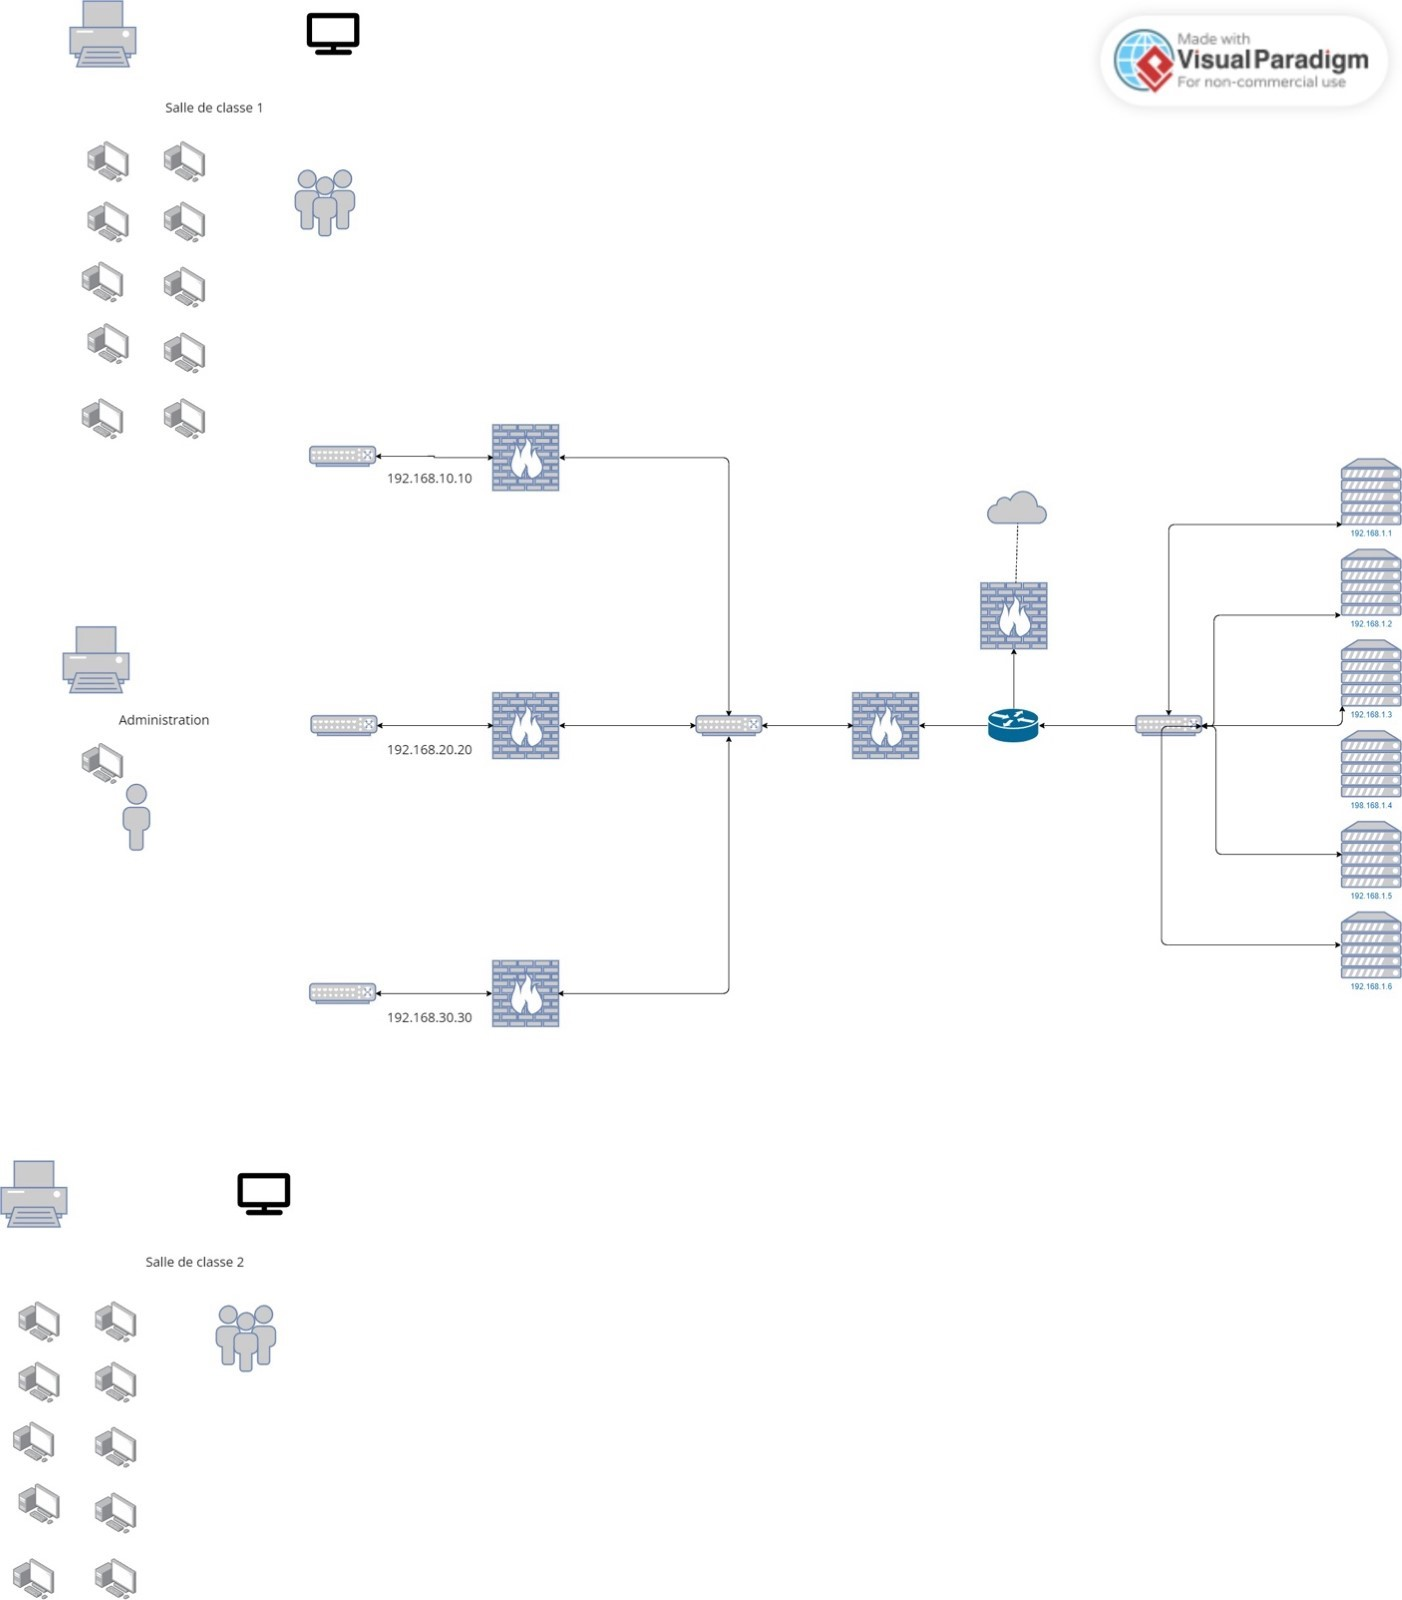 Made with
Visual Paradigm
For non-commercial use
Salle de classe 1
192.168.10.10
192.168.1.1
192.168.1.2
192.168.1.3
Administration
192.168.20.20
198.168.1.4
192.168.1.5
192.168.1.6
192.168.30.30
Salle de classe 2